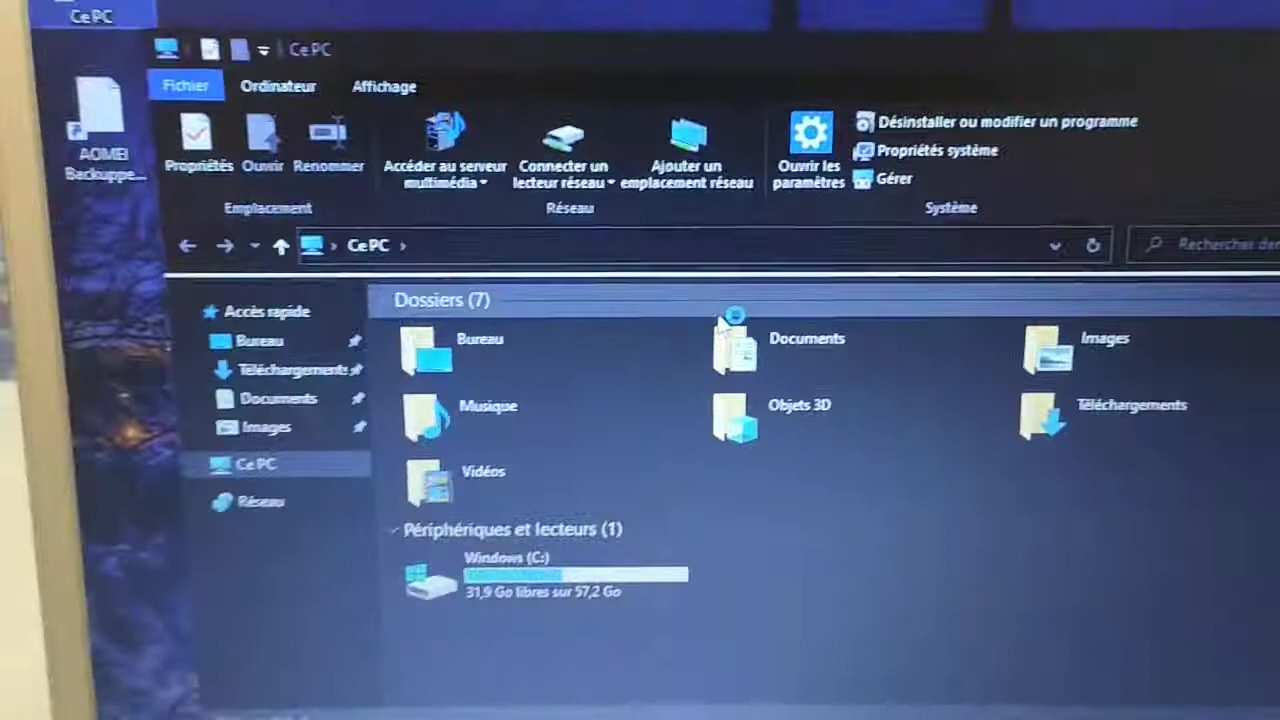 Ce PC
Ce PC
Fichier
Ordinateur
Affichage
AOMEI
Backuppe...
Propriétés
Ouvrir
Renommer
Accéder au serveur
multimédia
Connecter un
lecteur réseau
Ajouter un
emplacement réseau
Ouvrir les
paramètres
Désinstaller ou modifier un programme
Propriétés système
Gérer
Emplacement
Réseau
Système
Ce PC
Rechercher
Accès rapide
Bureau
Téléchargements
Documents
Images
Ce PC
Réseau
Dossiers (7)
Bureau
Documents
Images
Musique
Objets 3D
Téléchargements
Vidéos
Périphériques et lecteurs (1)
Windows (C:)
31,9 Go libres sur 57,2 Go